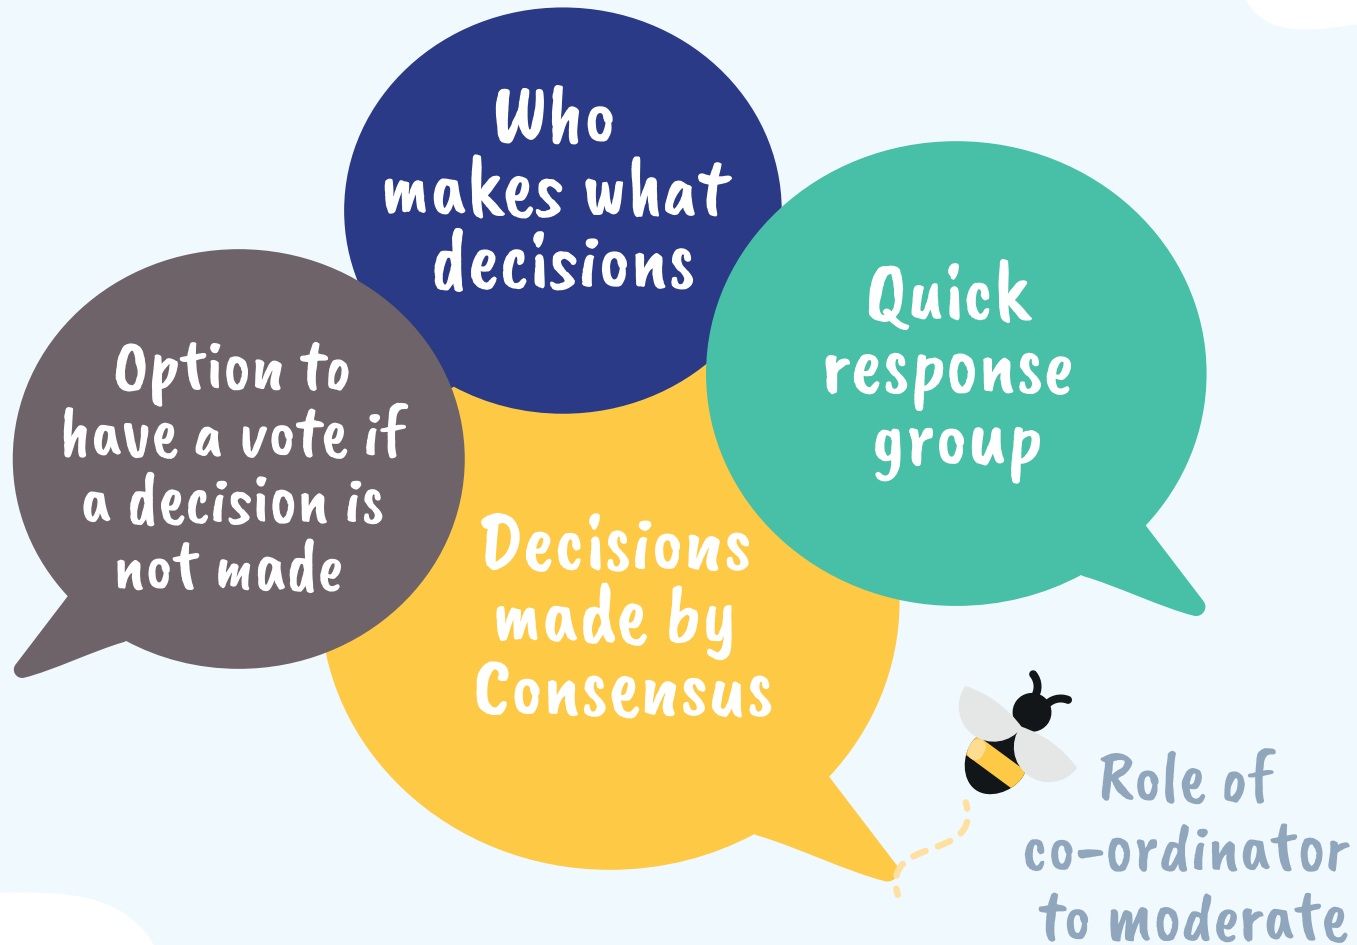 Who
makes what
decisions
Quick
response
group
Option to
have a vote if
a decision is
not made
Decisions
made by
Consensus
Role of
co-ordinator
to moderate